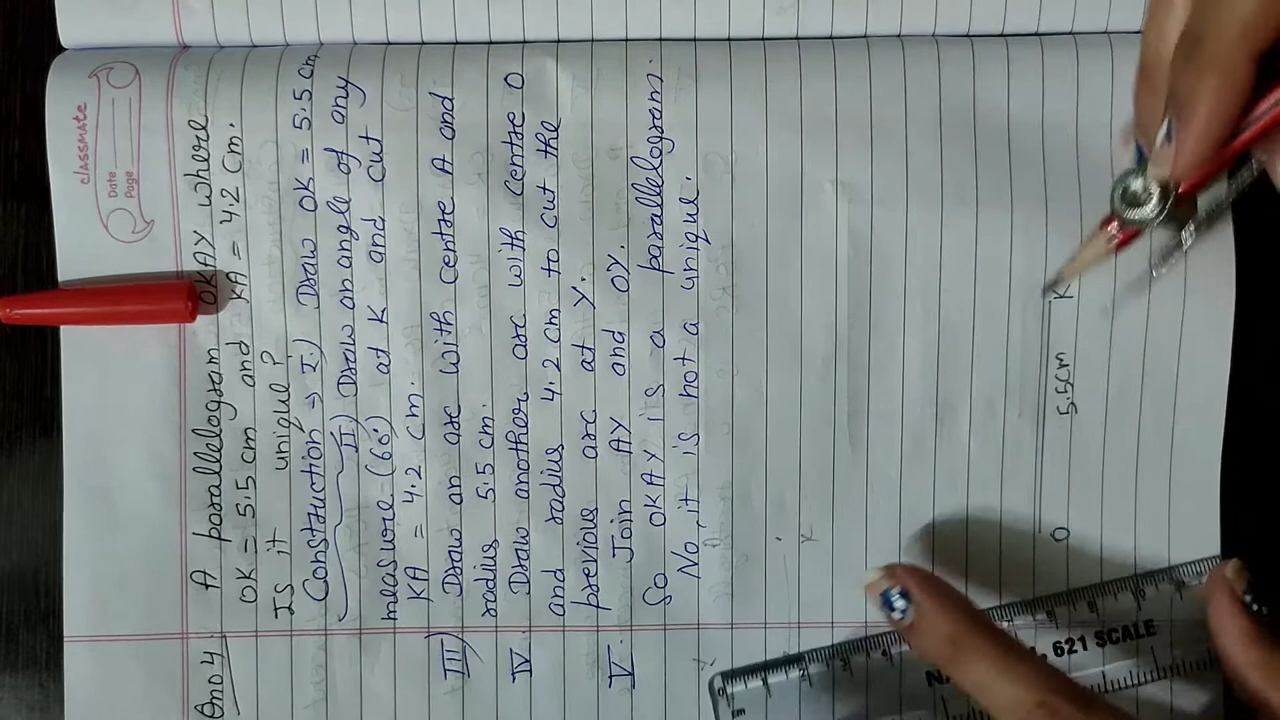 classmate
Date
Page
Qno4. A parallelogram OKAY where
OK = 5.5 cm and KA = 4.2 cm.
Is it unique?
Construction → I.) Draw OK = 5.5 cm
II) Draw an angle of any
measure (60°) at K and cut
KA = 4.2 cm.
III) Draw an arc with centre A and
radius 5.5 cm.
IV. Draw another arc with centre O
and radius 4.2 cm to cut the
previous arc at Y.
V. Join AY and OY.
So OKAY is a parallelogram.
No, it is not a unique.
O 5.5cm K
621 SCALE
cm